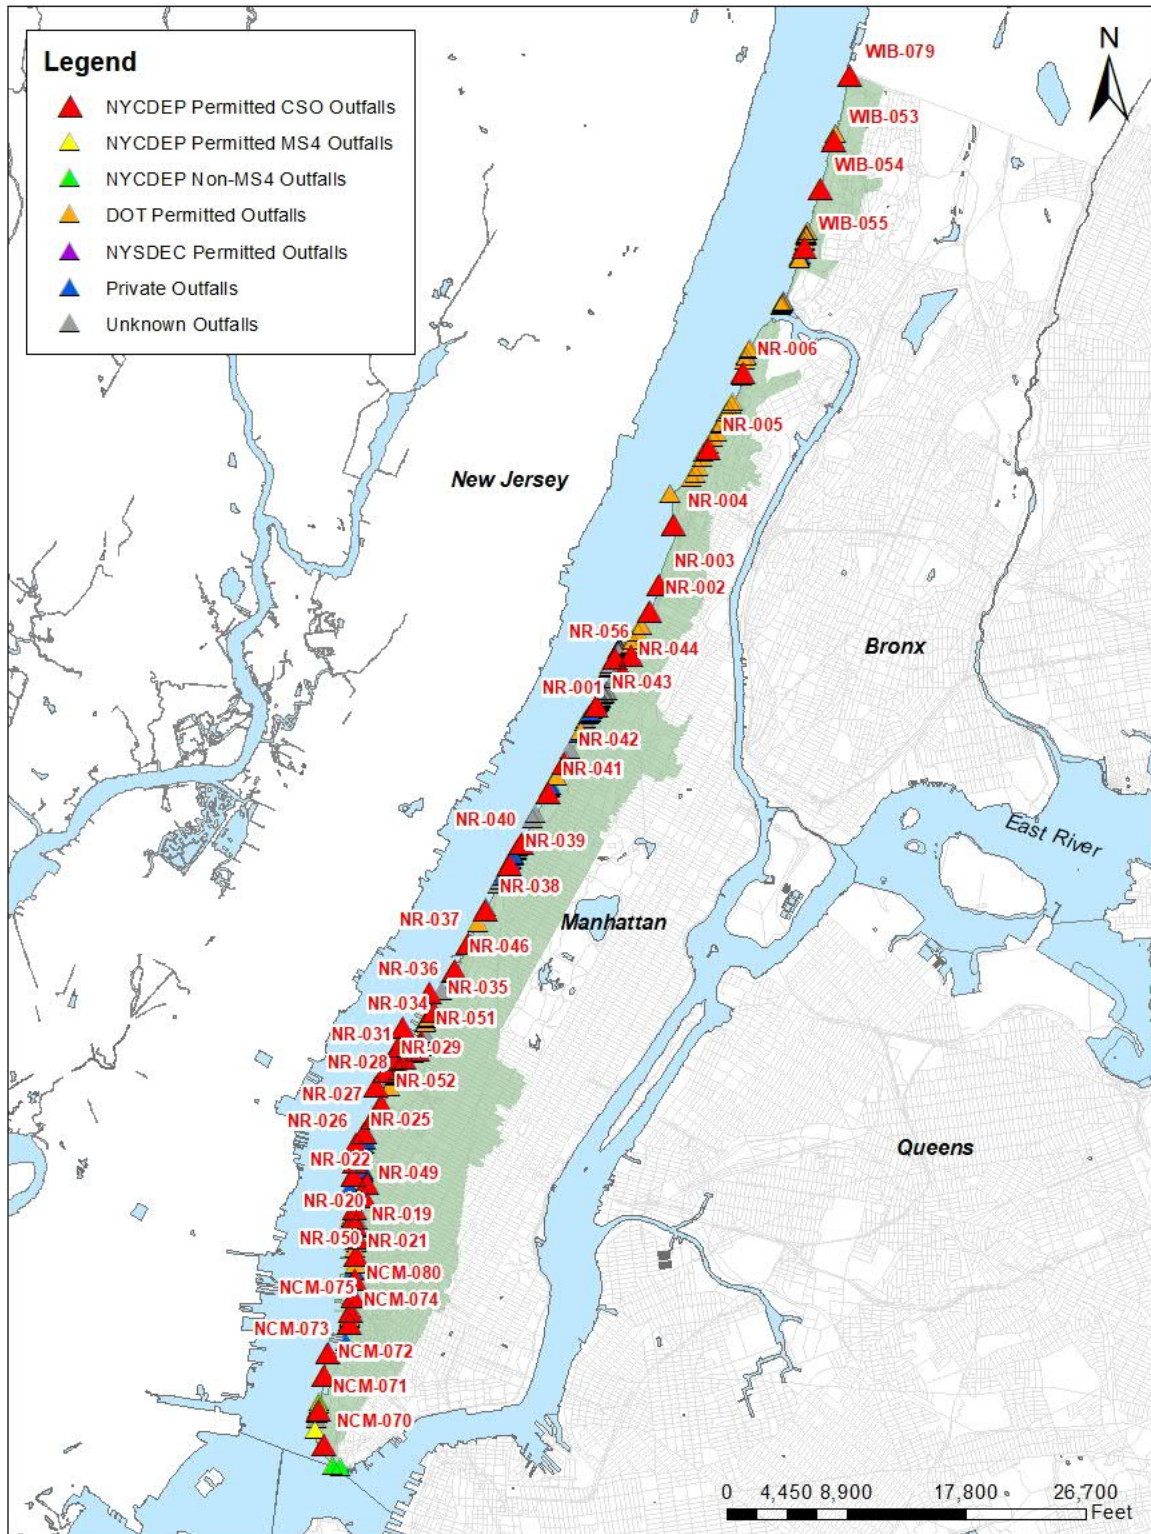 Legend
NYCDEP Permitted CSO Outfalls
NYCDEP Permitted MS4 Outfalls
NYCDEP Non-MS4 Outfalls
DOT Permitted Outfalls
NYSDEC Permitted Outfalls
Private Outfalls
Unknown Outfalls
N
WIB-079
WIB-053
WIB-054
WIB-055
NR-006
NR-005
New Jersey
NR-004
NR-003
NR-002
NR-056
NR-044
Bronx
NR-043
NR-001
NR-042
NR-041
NR-040
East River
NR-039
NR-038
NR-037
Manhattan
NR-046
NR-036
NR-035
NR-034
NR-051
NR-031
NR-029
NR-028
NR-052
NR-027
NR-026
NR-025
Queens
NR-022
NR-049
NR-020
NR-019
NR-050
NR-021
NCM-080
NCM-075
NCM-074
NCM-073
NCM-072
NCM-071
NCM-070
0 4,450 8,900 17,800 26,700
Feet